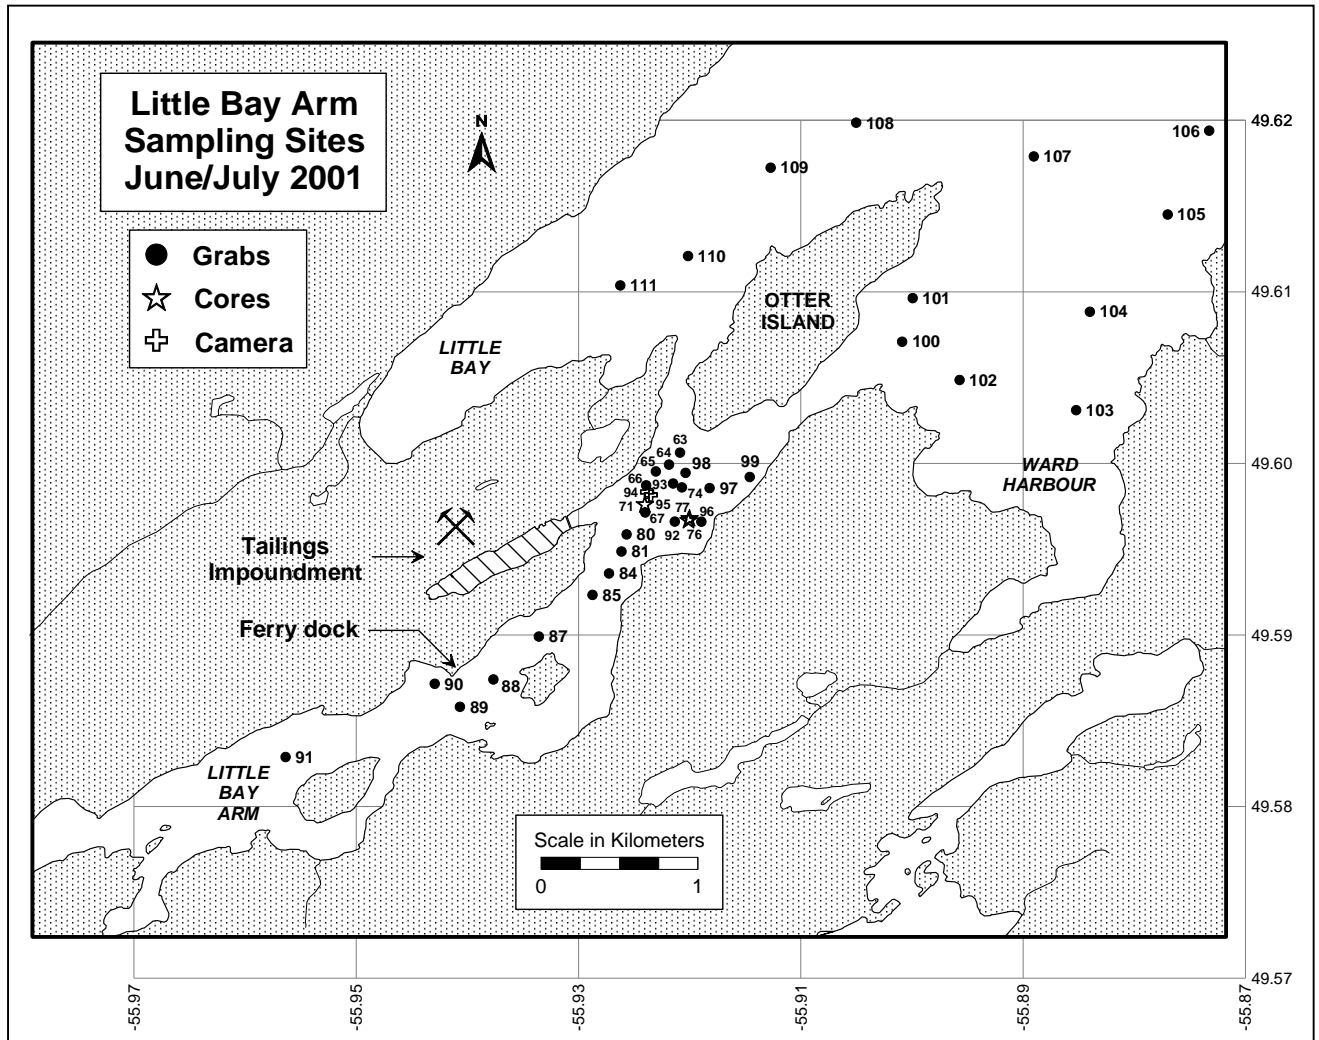 Little Bay Arm
Sampling Sites
June/July 2001
N
Grabs
Cores
Camera
108
106
107
109
105
110
111
OTTER
ISLAND
101
104
100
102
103
LITTLE
BAY
63
64
65
98
99
66
93
94
74
97
71
95
77
96
67
92
76
WARD
HARBOUR
80
81
84
85
Tailings
Impoundment
Ferry dock
87
90
88
89
91
LITTLE
BAY
ARM
Scale in Kilometers
0 1
49.62
49.61
49.60
49.59
49.58
49.57
-55.97
-55.95
-55.93
-55.91
-55.89
-55.87